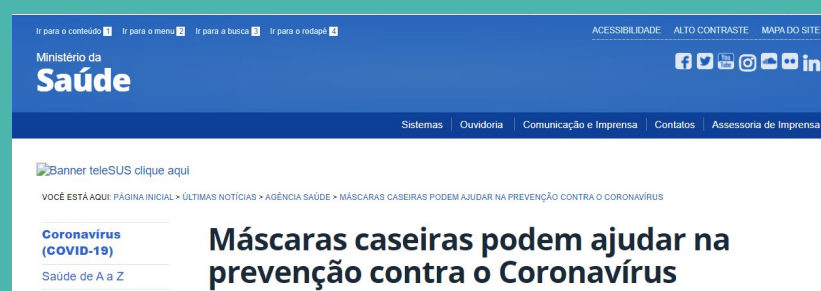 Ir para o conteúdo 1 Ir para o menu 2 Ir para a busca 3 Ir para o rodapé 4
ACESSIBILIDADE ALTO CONTRASTE MAPA DO SITE
Ministério da
Saúde
You Tube in
Sistemas Ouvidoria Comunicação e Imprensa Contatos Assessoria de Imprensa
Banner teleSUS clique aqui
VOCÊ ESTÁ AQUI: PÁGINA INICIAL > ÚLTIMAS NOTÍCIAS > AGÊNCIA SAÚDE > MÁSCARAS CASEIRAS PODEM AJUDAR NA PREVENÇÃO CONTRA O CORONAVÍRUS
Coronavírus
(COVID-19)
Saúde de A a Z
Máscaras caseiras podem ajudar na
prevenção contra o Coronavírus